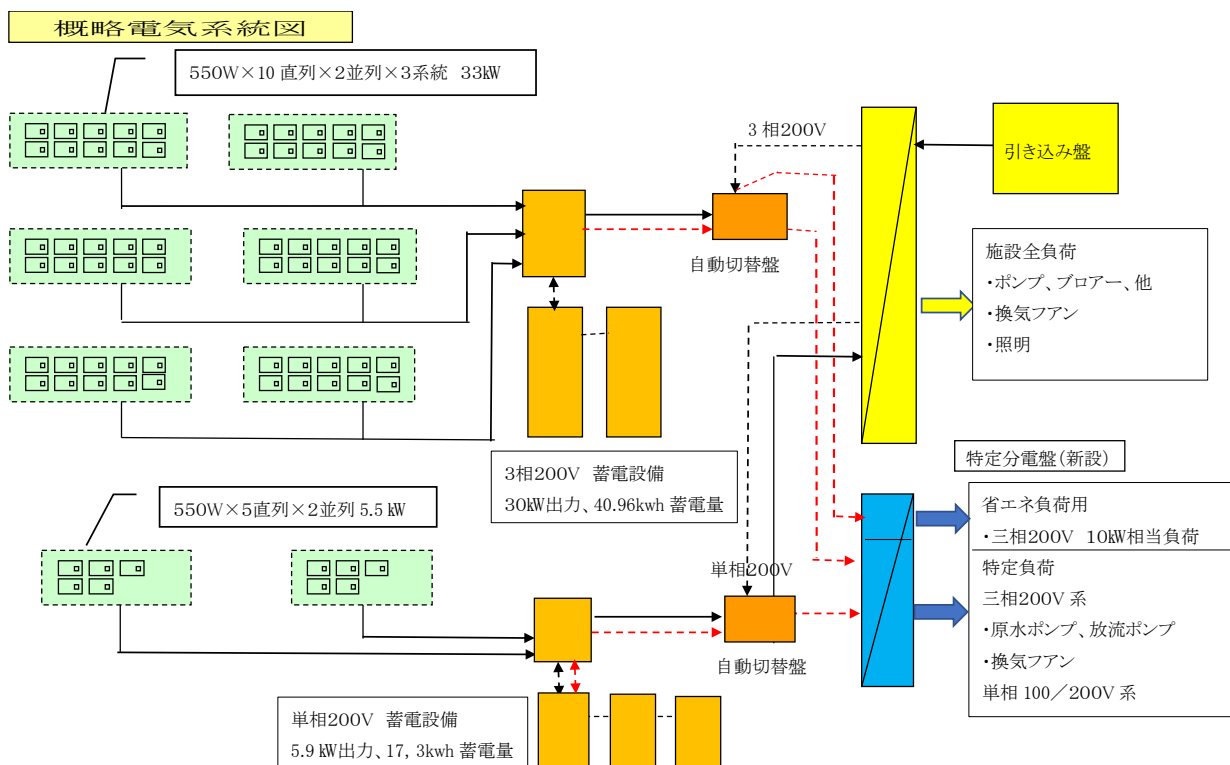 概略電気系統図
550W×10 直列×2並列×3系統 33kW
3 相200V
引き込み盤
自動切替盤
施設全負荷
・ポンプ、ブロアー、他
・換気フアン
・照明
3相200V 蓄電設備
30kW出力、40.96kwh 蓄電量
特定分電盤(新設)
550W×5直列×2並列 5.5 kW
省エネ負荷用
・三相200V 10kW相当負荷
特定負荷
三相200V 系
・原水ポンプ、放流ポンプ
・換気フアン
単相 100／200V 系
単相200V
自動切替盤
単相200V 蓄電設備
5.9 kW出力、17, 3kwh 蓄電量